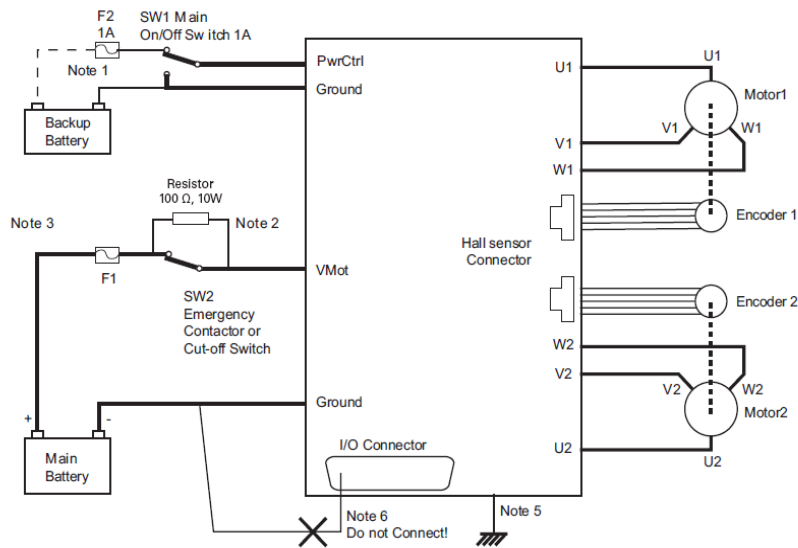 F2
1A
SW1 Main
On/Off Switch 1A
Note 1
Backup
Battery
PwrCtrl
Ground
U1
U1
Motor1
V1
W1
V1
W1
Resistor
100 Ω, 10W
Note 3
Note 2
F1
VMot
SW2
Emergency
Contactor or
Cut-off Switch
Hall sensor
Connector
Encoder 1
Encoder 2
W2
V2
V2
W2
Motor2
U2
U2
Ground
+
-
Main
Battery
I/O Connector
Note 5
Note 6
Do not Connect!